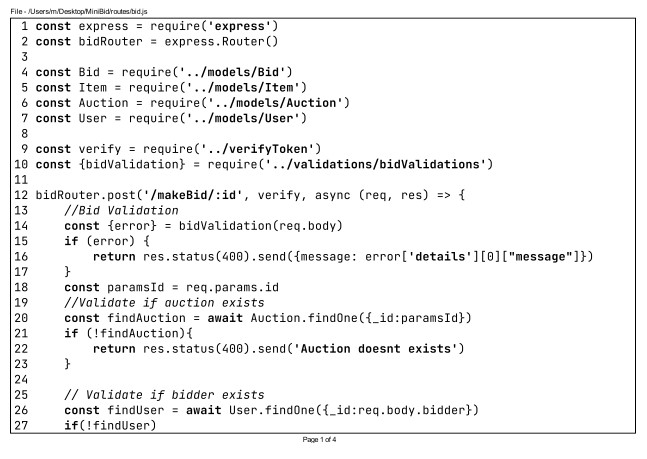 File - /Users/m/Desktop/MiniBid/routes/bid.js
1 const express = require('express')
2 const bidRouter = express.Router()
3
4 const Bid = require('../models/Bid')
5 const Item = require('../models/Item')
6 const Auction = require('../models/Auction')
7 const User = require('../models/User')
8
9 const verify = require('../verifyToken')
10 const {bidValidation} = require('../validations/bidValidations')
11
12 bidRouter.post('/makeBid/:id', verify, async (req, res) => {
13     //Bid Validation
14     const {error} = bidValidation(req.body)
15     if (error) {
16         return res.status(400).send({message: error['details'][0]["message"]})
17     }
18     const paramsId = req.params.id
19     //Validate if auction exists
20     const findAuction = await Auction.findOne({_id:paramsId})
21     if (!findAuction){
22         return res.status(400).send('Auction doesnt exists')
23     }
24
25     // Validate if bidder exists
26     const findUser = await User.findOne({_id:req.body.bidder})
27     if(!findUser)
Page 1 of 4